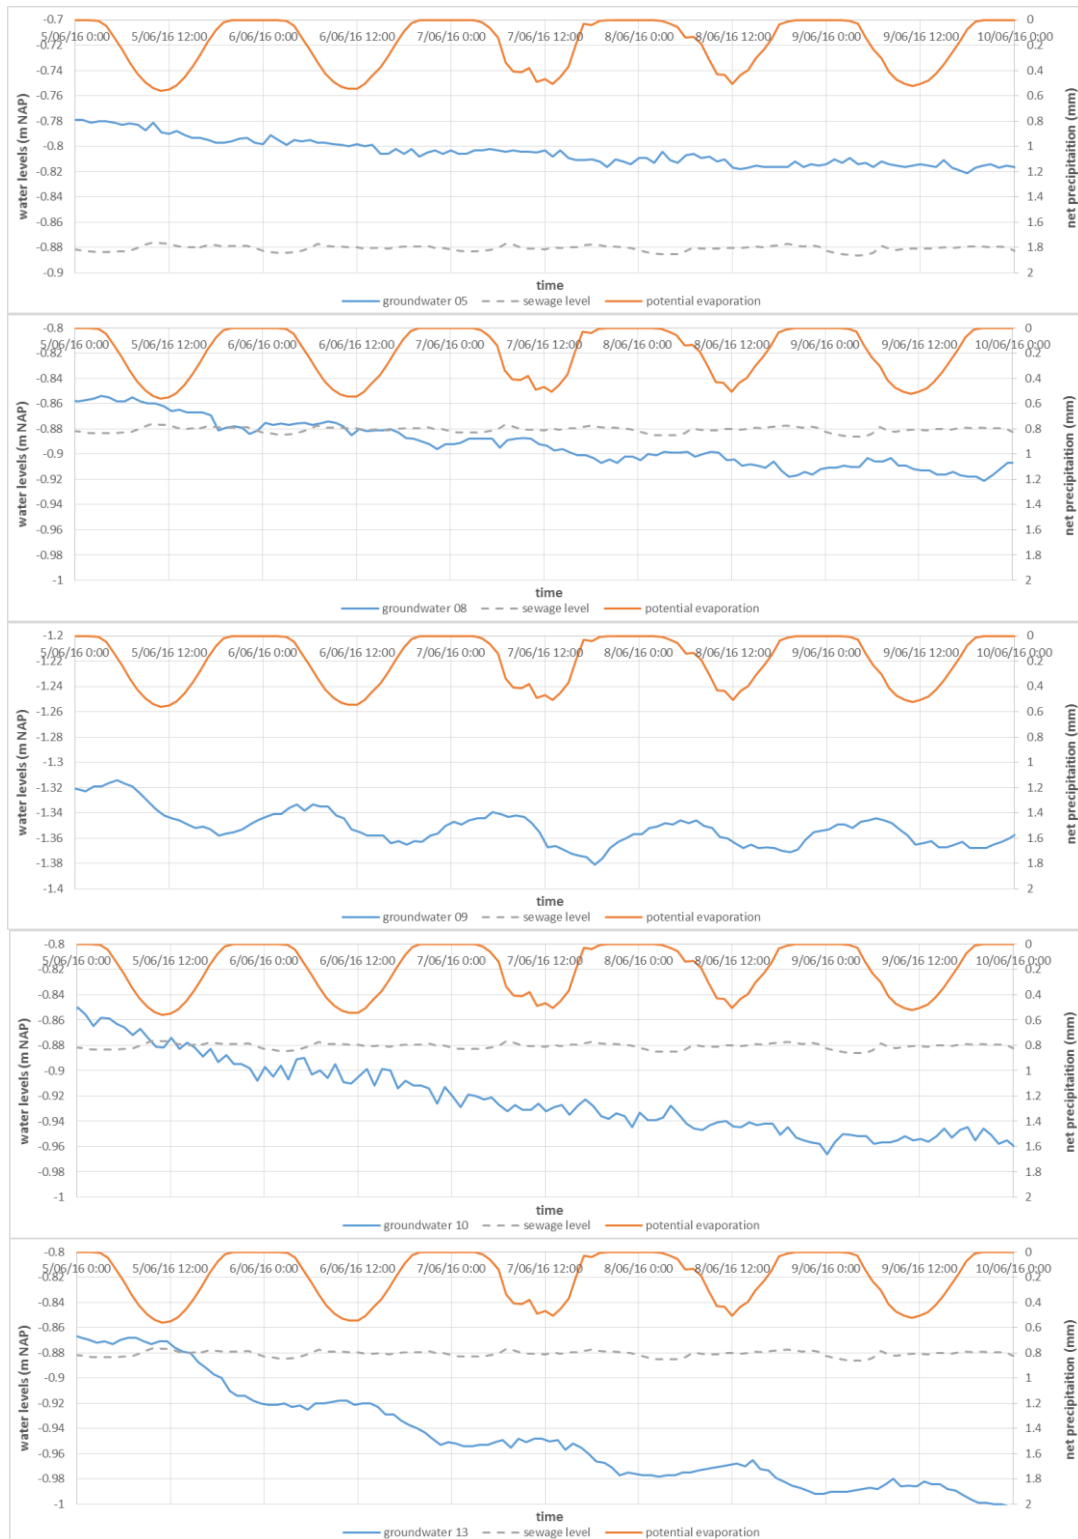 -0.7 0
5/06/16 0:00 5/06/16 12:00 6/06/16 0:00 6/06/16 12:00 7/06/16 0:00 7/06/16 12:00 8/06/16 0:00 8/06/16 12:00 9/06/16 0:00 9/06/16 12:00 10/06/16 0:00
-0.72 0.2
-0.74 0.4
-0.76 0.6
-0.78 0.8
-0.8 1
-0.82 1.2
-0.84 1.4
-0.86 1.6
-0.88 1.8
-0.9 2
water levels (m NAP)
net precipitaition (mm)
time
groundwater 05 sewage level potential evaporation
-0.8 0
5/06/16 0:00 5/06/16 12:00 6/06/16 0:00 6/06/16 12:00 7/06/16 0:00 7/06/16 12:00 8/06/16 0:00 8/06/16 12:00 9/06/16 0:00 9/06/16 12:00 10/06/16 0:00
-0.82 0.2
-0.84 0.4
-0.86 0.6
-0.88 0.8
-0.9 1
-0.92 1.2
-0.94 1.4
-0.96 1.6
-0.98 1.8
-1 2
water levels (m NAP)
net precipitaition (mm)
time
groundwater 08 sewage level potential evaporation
-1.2 0
5/06/16 0:00 5/06/16 12:00 6/06/16 0:00 6/06/16 12:00 7/06/16 0:00 7/06/16 12:00 8/06/16 0:00 8/06/16 12:00 9/06/16 0:00 9/06/16 12:00 10/06/16 0:00
-1.22 0.2
-1.24 0.4
-1.26 0.6
-1.28 0.8
-1.3 1
-1.32 1.2
-1.34 1.4
-1.36 1.6
-1.38 1.8
-1.4 2
water levels (m NAP)
net precipitaition (mm)
time
groundwater 09 sewage level potential evaporation
-0.8 0
5/06/16 0:00 5/06/16 12:00 6/06/16 0:00 6/06/16 12:00 7/06/16 0:00 7/06/16 12:00 8/06/16 0:00 8/06/16 12:00 9/06/16 0:00 9/06/16 12:00 10/06/16 0:00
-0.82 0.2
-0.84 0.4
-0.86 0.6
-0.88 0.8
-0.9 1
-0.92 1.2
-0.94 1.4
-0.96 1.6
-0.98 1.8
-1 2
water levels (m NAP)
net precipitaition (mm)
time
groundwater 10 sewage level potential evaporation
-0.8 0
5/06/16 0:00 5/06/16 12:00 6/06/16 0:00 6/06/16 12:00 7/06/16 0:00 7/06/16 12:00 8/06/16 0:00 8/06/16 12:00 9/06/16 0:00 9/06/16 12:00 10/06/16 0:00
-0.82 0.2
-0.84 0.4
-0.86 0.6
-0.88 0.8
-0.9 1
-0.92 1.2
-0.94 1.4
-0.96 1.6
-0.98 1.8
-1 2
water levels (m NAP)
net precipitaition (mm)
time
groundwater 13 sewage level potential evaporation